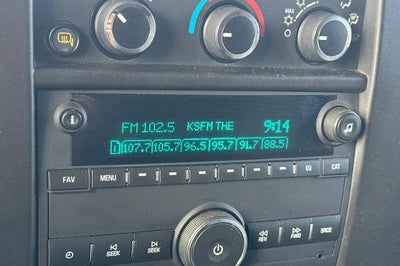 FM 102.5 KSFM THE 9:14
1 107.7 105.7 96.5 95.7 91.7 88.5
FAV MENU EQ CAT
SEEK SEEK REV FWD SRCE